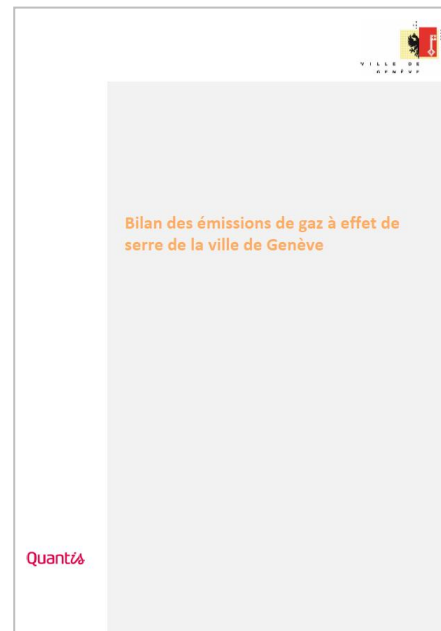 VILLE DE
GENÈVE
Bilan des émissions de gaz à effet de
serre de la ville de Genève
Quantis